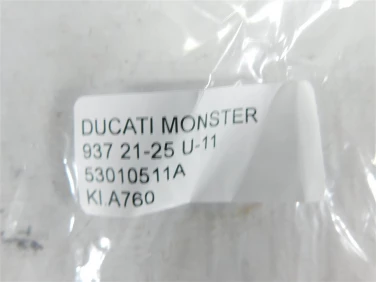 DUCATI MONSTER
937 21-25 U-11
53010511A
KI.A760